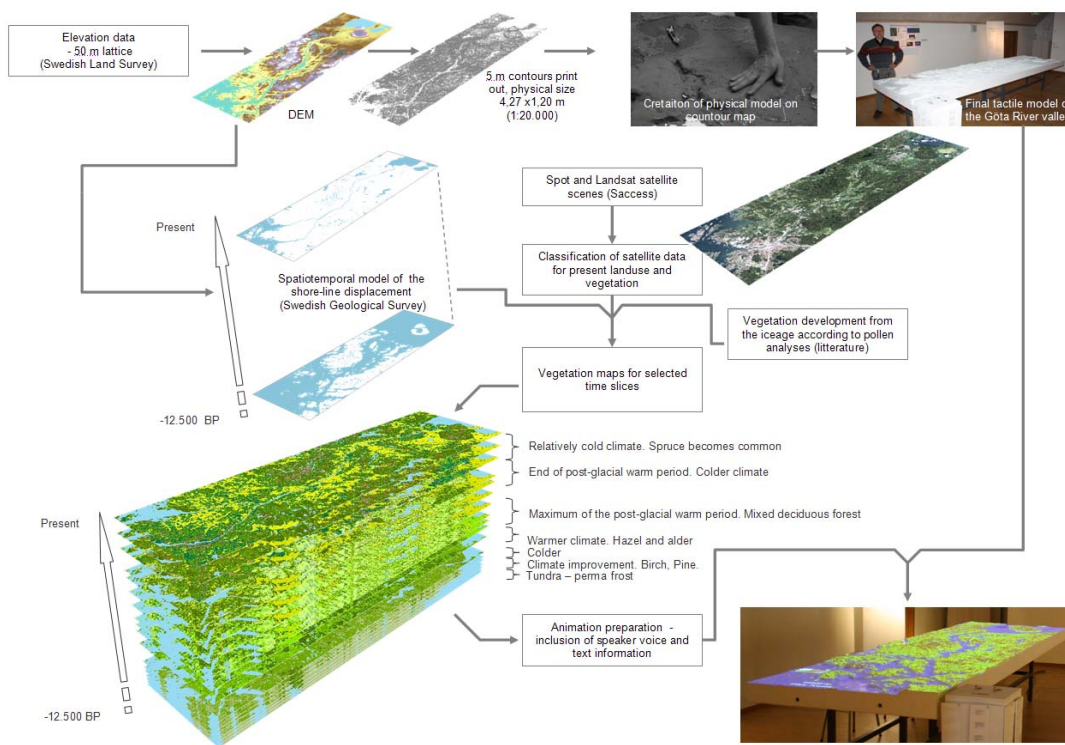 Elevation data
- 50 m lattice
(Swedish Land Survey)
DEM
5 m contours print
out, physical size
4,27 x1,20 m
(1:20.000)
Cretaiton of physical model on
countour map
Final tactile model o
the Göta River valle
Spot and Landsat satellite
scenes (Saccess)
Present
Classification of satellite data
for present landuse and
vegetation
Spatiotemporal model of the
shore-line displacement
(Swedish Geological Survey)
Vegetation development from
the iceage according to pollen
analyses (litterature)
Vegetation maps for selected
time slices
-12.500 BP
Relatively cold climate. Spruce becomes common
End of post-glacial warm period. Colder climate
Maximum of the post-glacial warm period. Mixed deciduous forest
Present
Warmer climate. Hazel and alder
Colder
Climate improvement. Birch, Pine.
Tundra – perma frost
Animation preparation -
inclusion of speaker voice and
text information
-12.500 BP